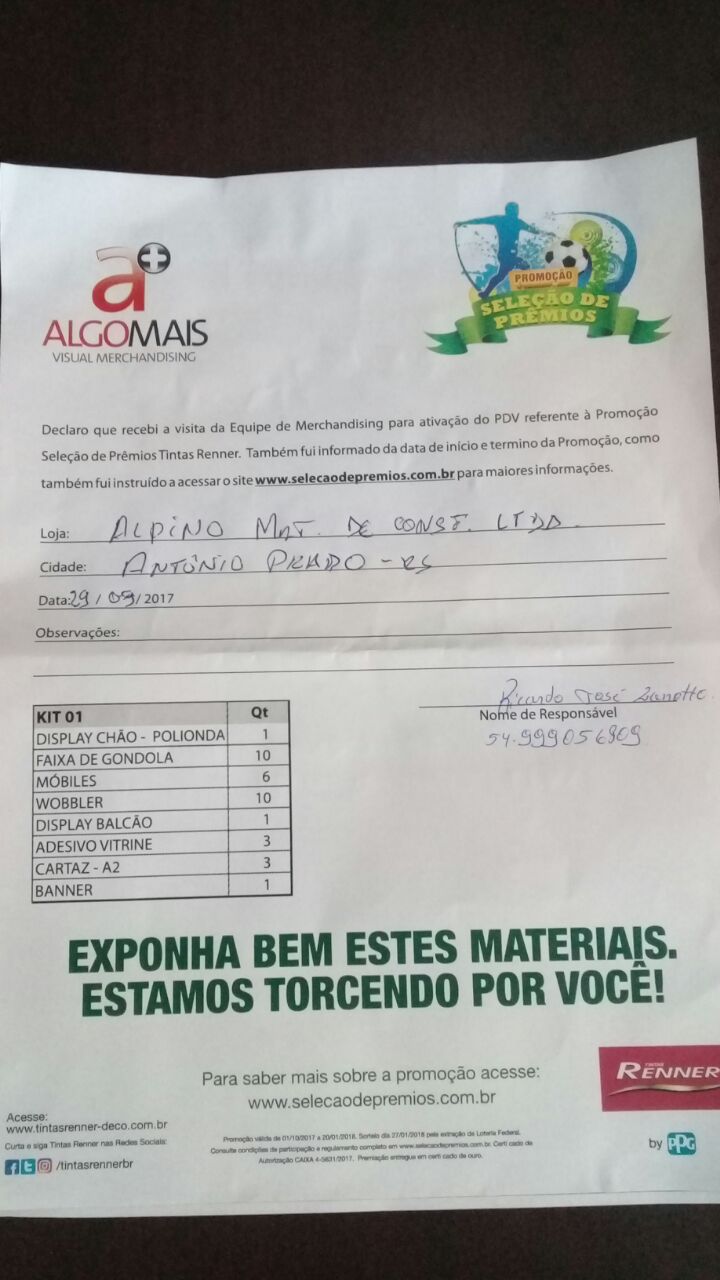 a+
ALGOMAIS
VISUAL MERCHANDISING
PROMOÇÃO
SELEÇÃO DE
PRÊMIOS
Declaro que recebi a visita da Equipe de Merchandising para ativação do PDV referente à Promoção
Seleção de Prêmios Tintas Renner. Também fui informado da data de início e termino da Promoção, como
também fui instruído a acessar o site www.selecaodepremios.com.br para maiores informações.
Loja: ALPINO MAT. DE CONST. LTDA.
Cidade: ANTÔNIO PRADO - RS
Data: 29/09/2017
Observações:
Ricardo José Zanotto
Nome de Responsável
54.999056909
KIT 01 Qt
DISPLAY CHÃO - POLIONDA 1
FAIXA DE GONDOLA 10
MÓBILES 6
WOBBLER 10
DISPLAY BALCÃO 1
ADESIVO VITRINE 3
CARTAZ - A2 3
BANNER 1
EXPONHA BEM ESTES MATERIAIS.
ESTAMOS TORCENDO POR VOCÊ!
Para saber mais sobre a promoção acesse:
www.selecaodepremios.com.br
TINTAS
RENNER
by PPG
Acesse:
www.tintasrenner-deco.com.br
Curta e siga Tintas Renner nas Redes Sociais:
/tintasrennerbr
Promoção válida de 01/10/2017 a 20/01/2018. Sorteio dia 27/01/2018 pela extração da Loteria Federal.
Consulte condições de participação e regulamento completo em www.selecaodepremios.com.br. Certificado de
Autorização CAIXA 4-5631/2017. Premiação entregue em certificado de ouro.